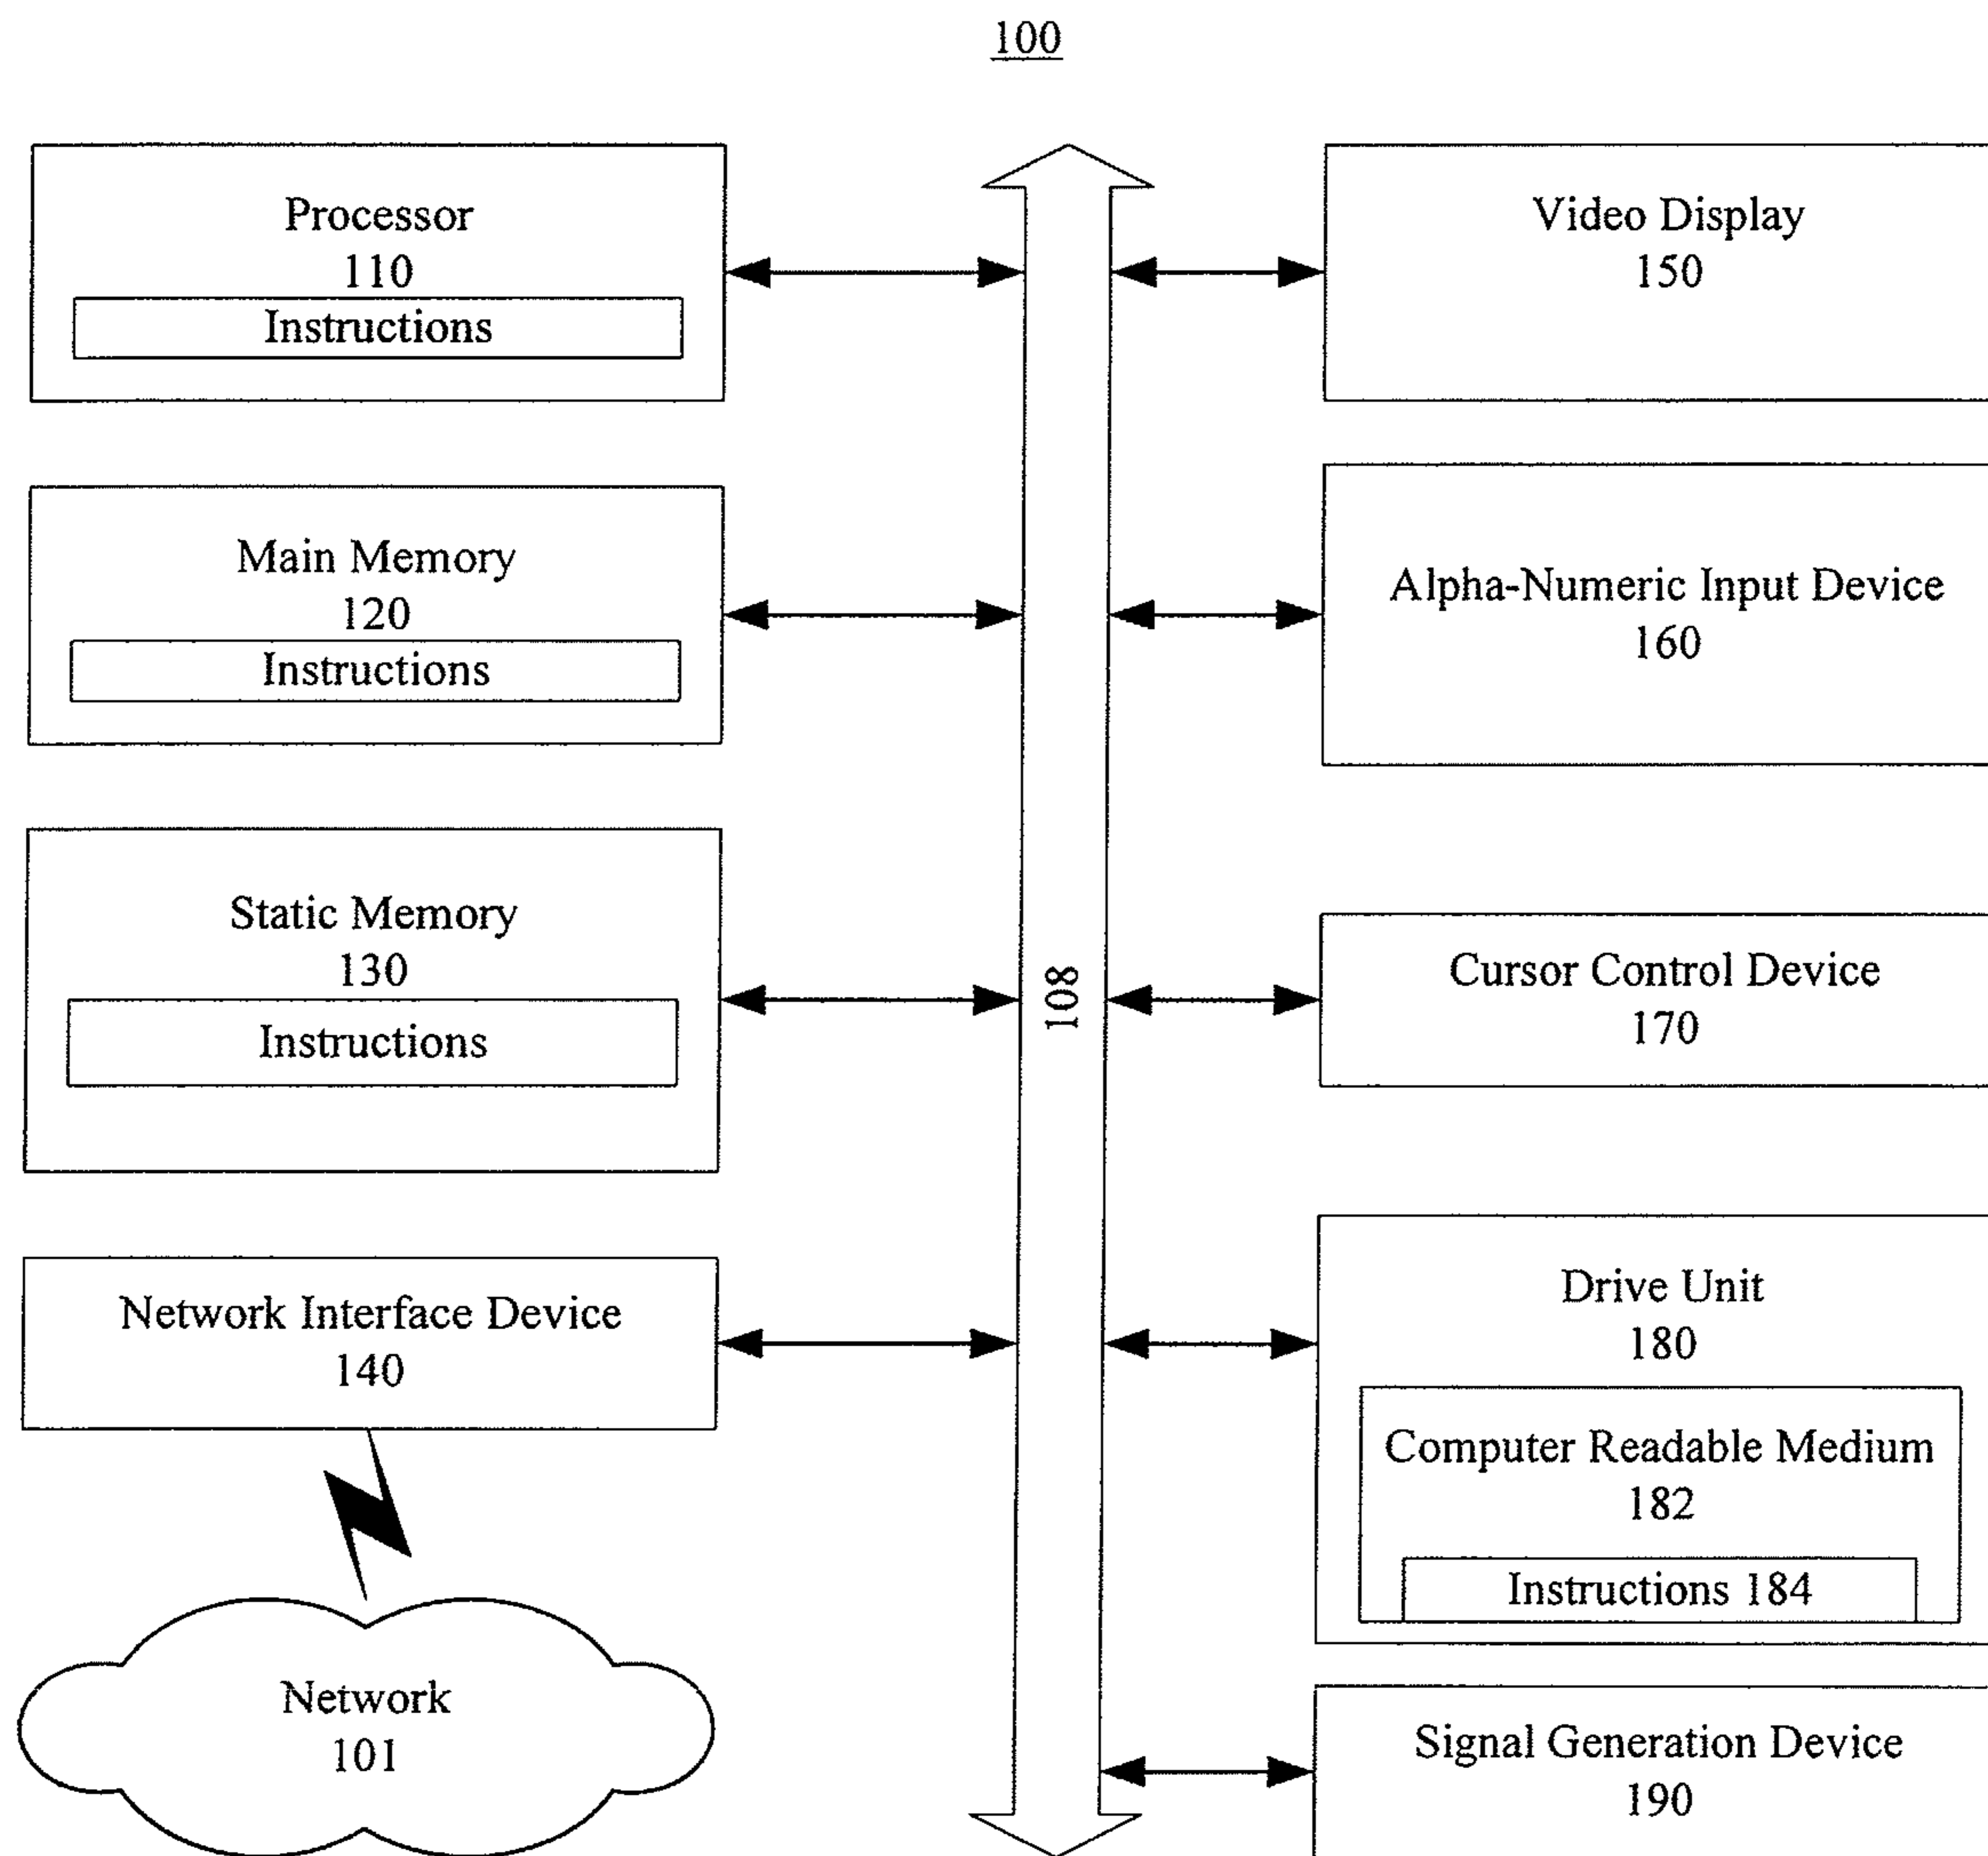 100
Processor
110
Instructions
Main Memory
120
Instructions
Static Memory
130
Instructions
Network Interface Device
140
Network
101
108
Video Display
150
Alpha-Numeric Input Device
160
Cursor Control Device
170
Drive Unit
180
Computer Readable Medium
182
Instructions 184
Signal Generation Device
190